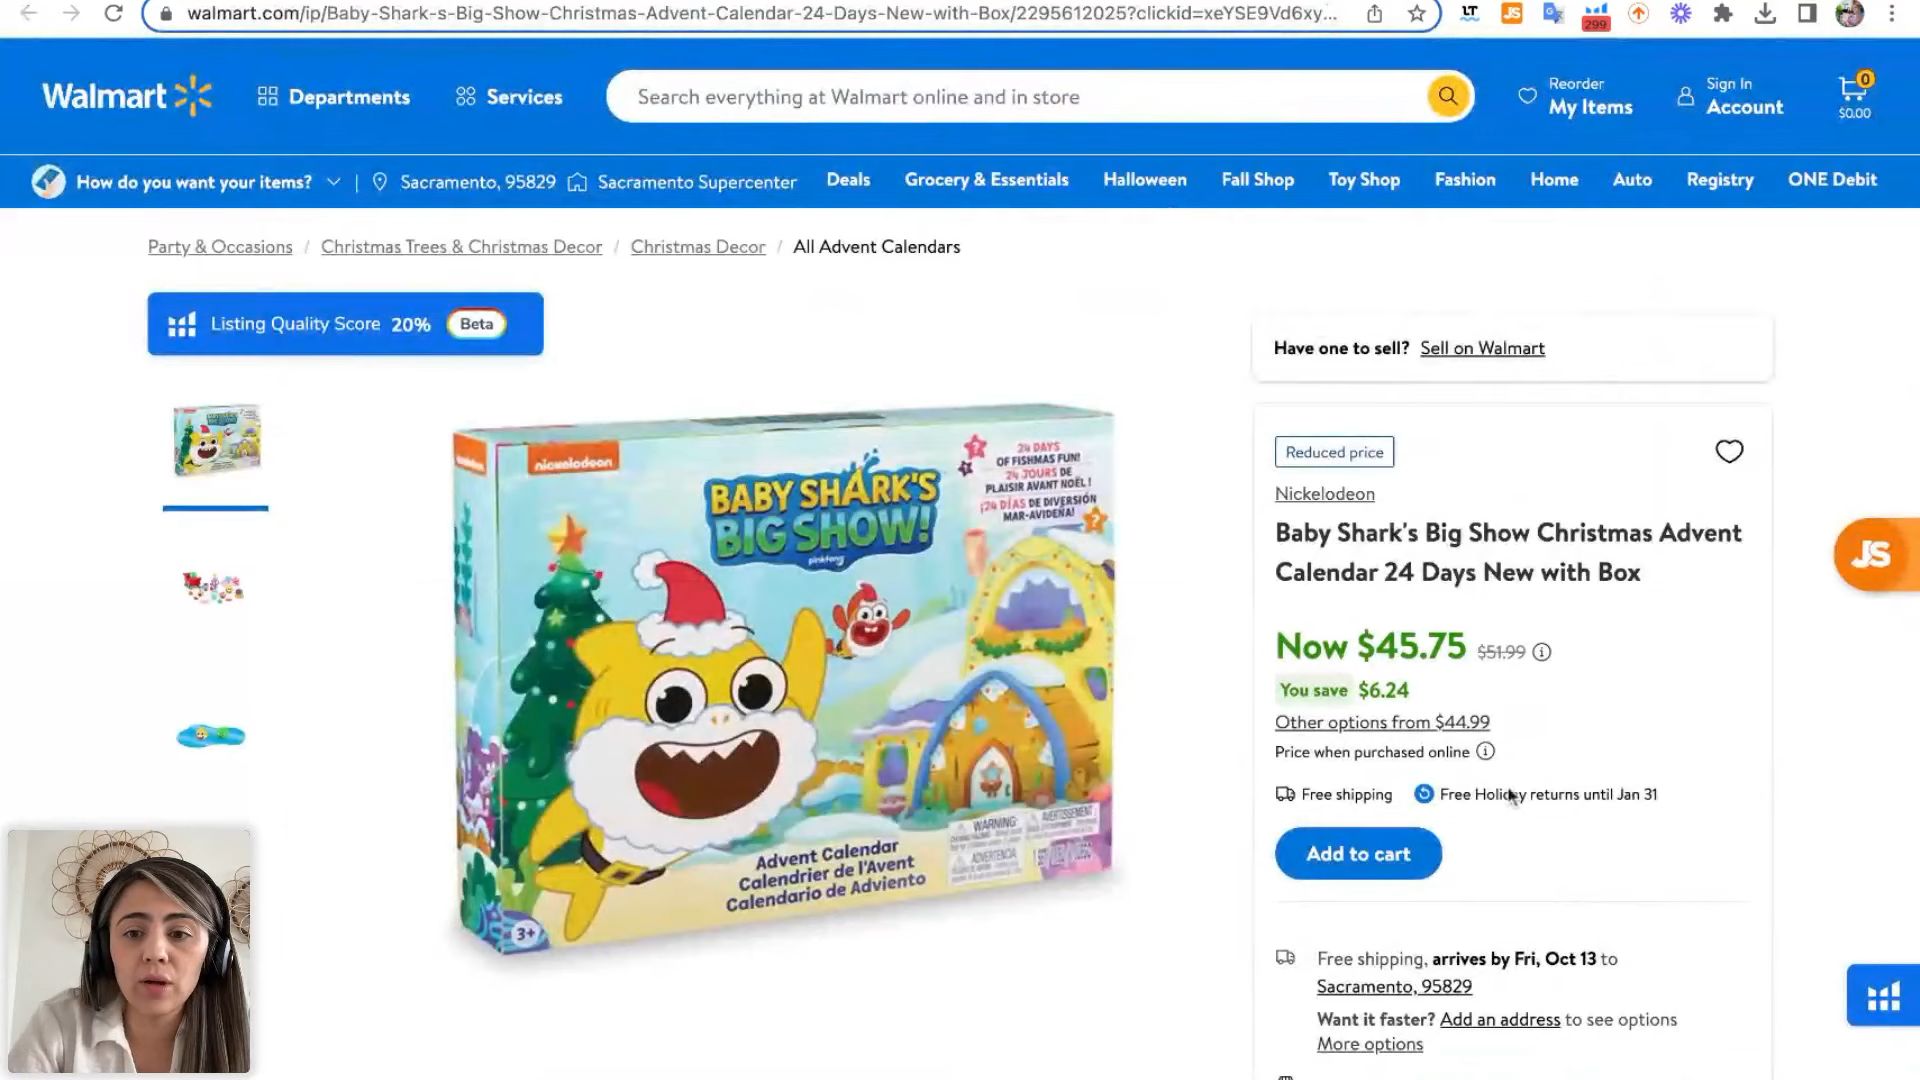 walmart.com/ip/Baby-Shark-s-Big-Show-Christmas-Advent-Calendar-24-Days-New-with-Box/2295612025?clickid=xeYSE9Vd6xy...
LT
JS
299
Walmart
Departments
Services
Search everything at Walmart online and in store
Reorder
My Items
Sign In
Account
0
$0.00
How do you want your items?
Sacramento, 95829
Sacramento Supercenter
Deals
Grocery & Essentials
Halloween
Fall Shop
Toy Shop
Fashion
Home
Auto
Registry
ONE Debit
Party & Occasions / Christmas Trees & Christmas Decor / Christmas Decor / All Advent Calendars
Listing Quality Score 20% Beta
Have one to sell? Sell on Walmart
nickelodeon
BABY SHARK'S
BIG SHOW!
pinkfong
24 DAYS
OF FISHMAS FUN!
24 JOURS DE
PLAISIR AVANT NOËL !
¡24 DÍAS DE DIVERSIÓN
MAR-AVIDEÑA!
WARNING:
AVERTISSEMENT
ADVERTENCIA
Advent Calendar
Calendrier de l'Avent
Calendario de Adviento
3+
Reduced price
Nickelodeon
Baby Shark's Big Show Christmas Advent
Calendar 24 Days New with Box
Now $45.75 $51.99
You save $6.24
Other options from $44.99
Price when purchased online
Free shipping
Free Holiday returns until Jan 31
Add to cart
Free shipping, arrives by Fri, Oct 13 to
Sacramento, 95829
Want it faster? Add an address to see options
More options
JS